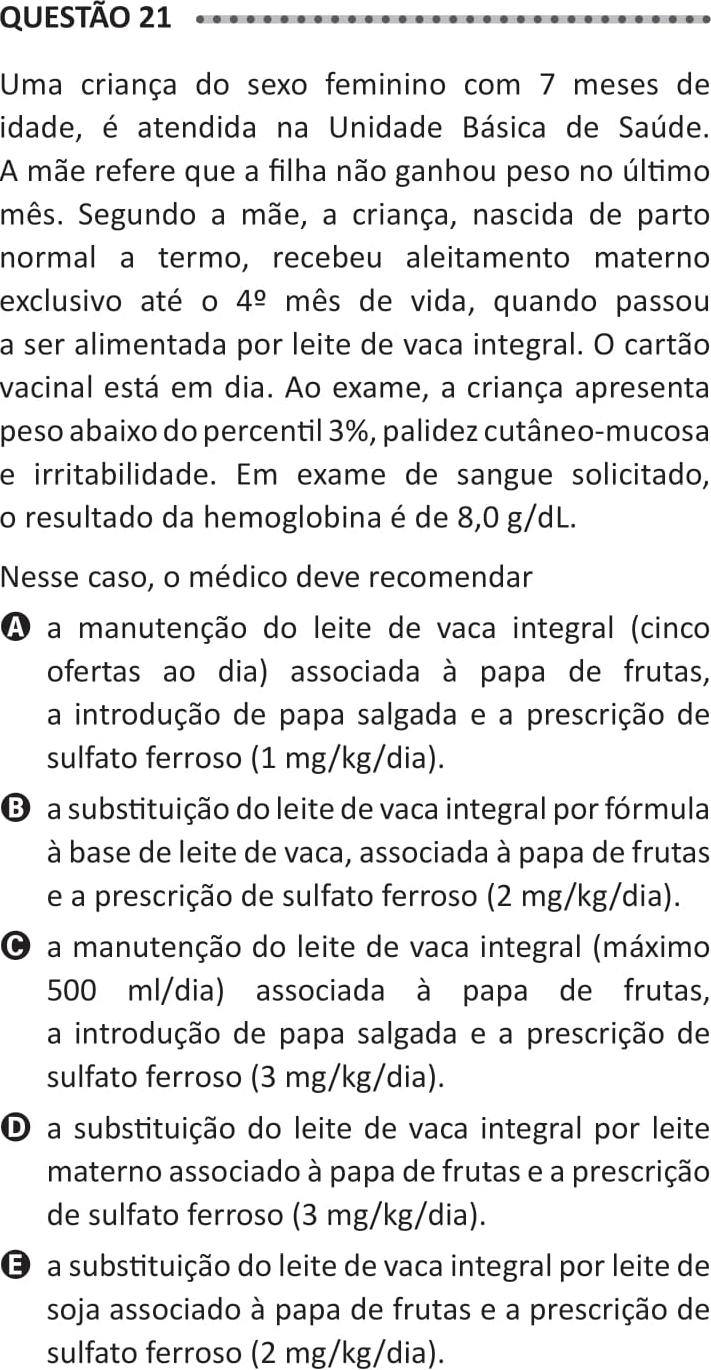 QUESTÃO 21
Uma criança do sexo feminino com 7 meses de
idade, é atendida na Unidade Básica de Saúde.
A mãe refere que a filha não ganhou peso no último
mês. Segundo a mãe, a criança, nascida de parto
normal a termo, recebeu aleitamento materno
exclusivo até o 4º mês de vida, quando passou
a ser alimentada por leite de vaca integral. O cartão
vacinal está em dia. Ao exame, a criança apresenta
peso abaixo do percentil 3%, palidez cutâneo-mucosa
e irritabilidade. Em exame de sangue solicitado,
o resultado da hemoglobina é de 8,0 g/dL.
Nesse caso, o médico deve recomendar
A a manutenção do leite de vaca integral (cinco
ofertas ao dia) associada à papa de frutas,
a introdução de papa salgada e a prescrição de
sulfato ferroso (1 mg/kg/dia).
B a substituição do leite de vaca integral por fórmula
à base de leite de vaca, associada à papa de frutas
e a prescrição de sulfato ferroso (2 mg/kg/dia).
C a manutenção do leite de vaca integral (máximo
500 ml/dia) associada à papa de frutas,
a introdução de papa salgada e a prescrição de
sulfato ferroso (3 mg/kg/dia).
D a substituição do leite de vaca integral por leite
materno associado à papa de frutas e a prescrição
de sulfato ferroso (3 mg/kg/dia).
E a substituição do leite de vaca integral por leite de
soja associado à papa de frutas e a prescrição de
sulfato ferroso (2 mg/kg/dia).